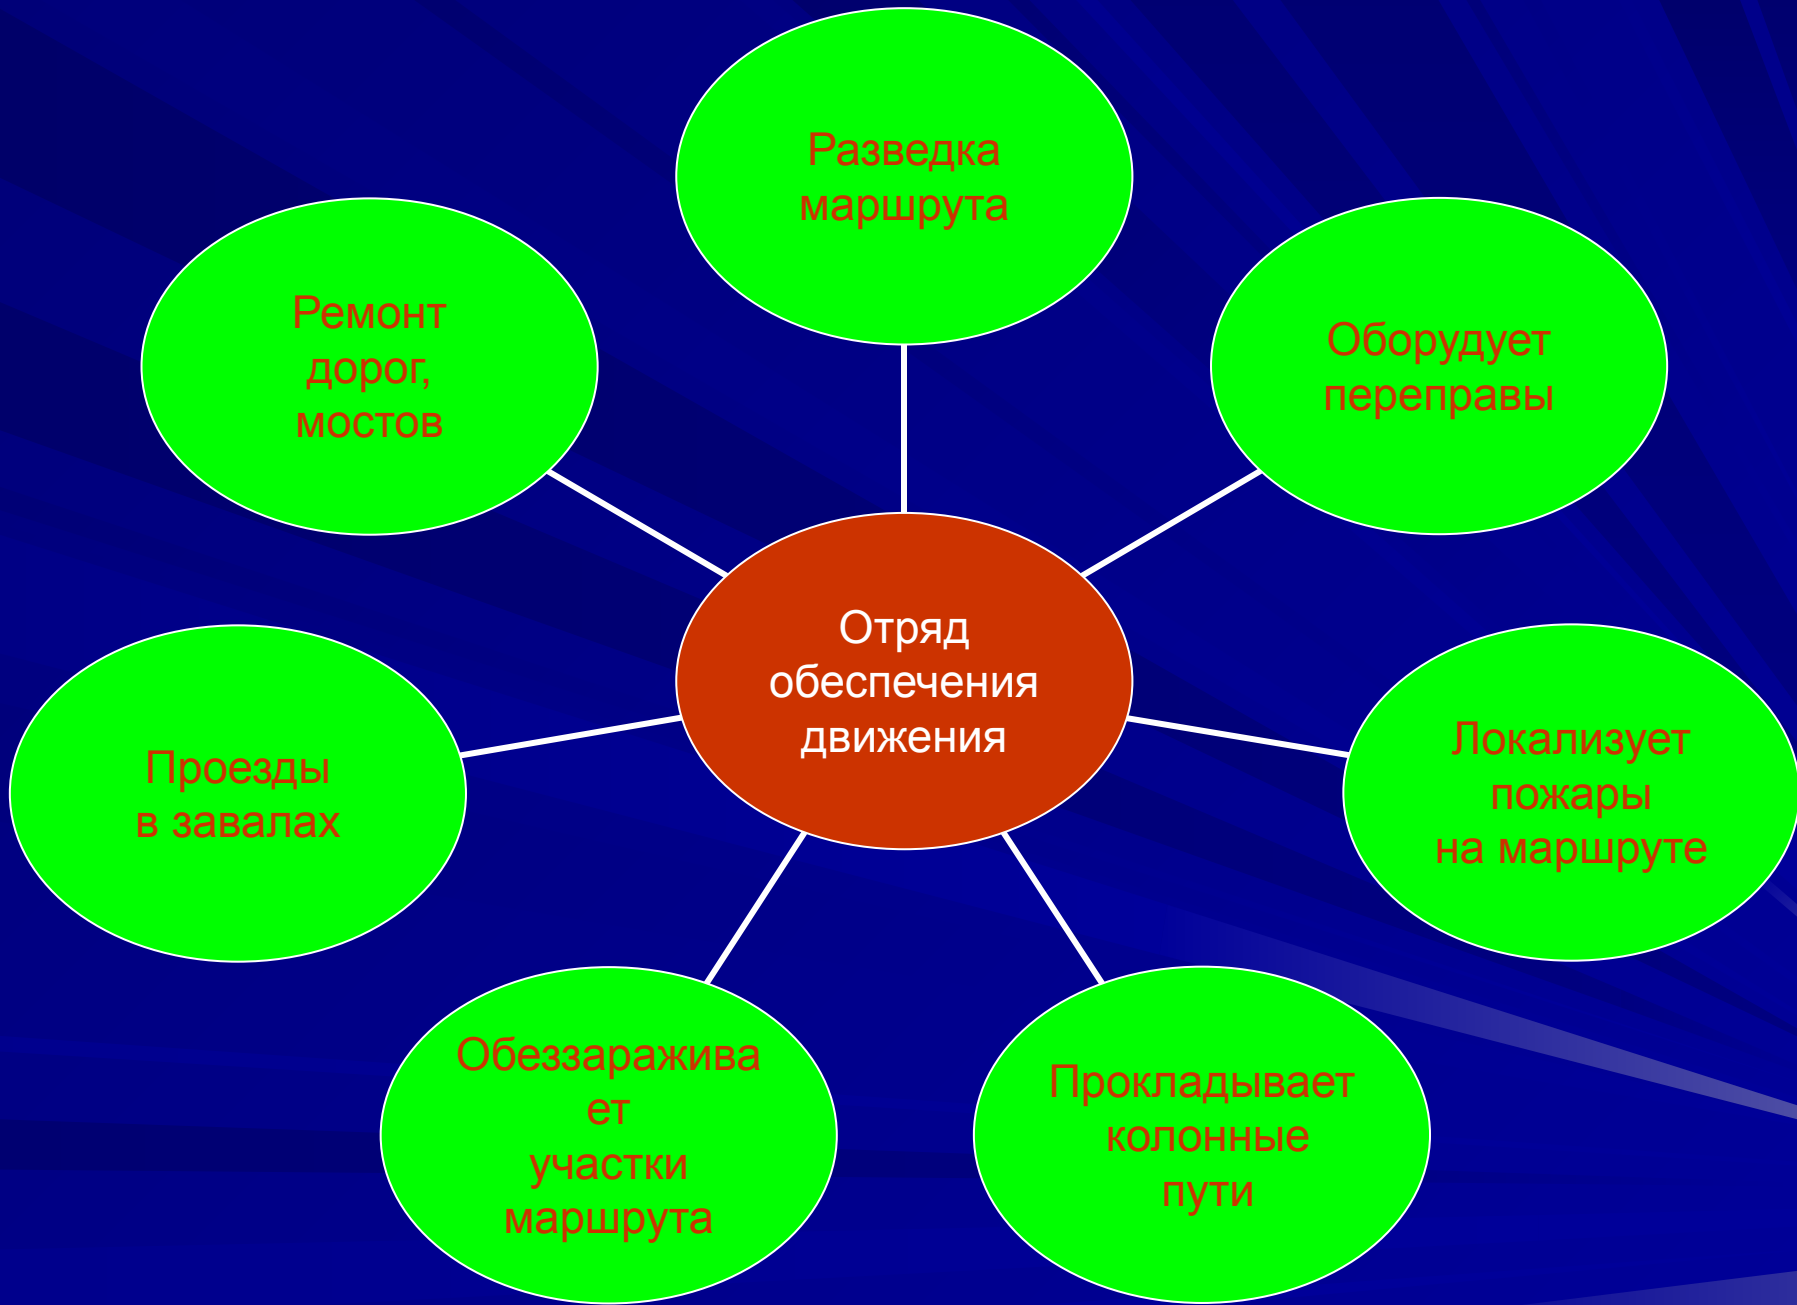 Разведка
маршрута
Ремонт
дорог,
мостов
Оборудует
переправы
Отряд
обеспечения
движения
Проезды
в завалах
Локализует
пожары
на маршруте
Обеззаражива
ет
участки
маршрута
Прокладывает
колонные
пути